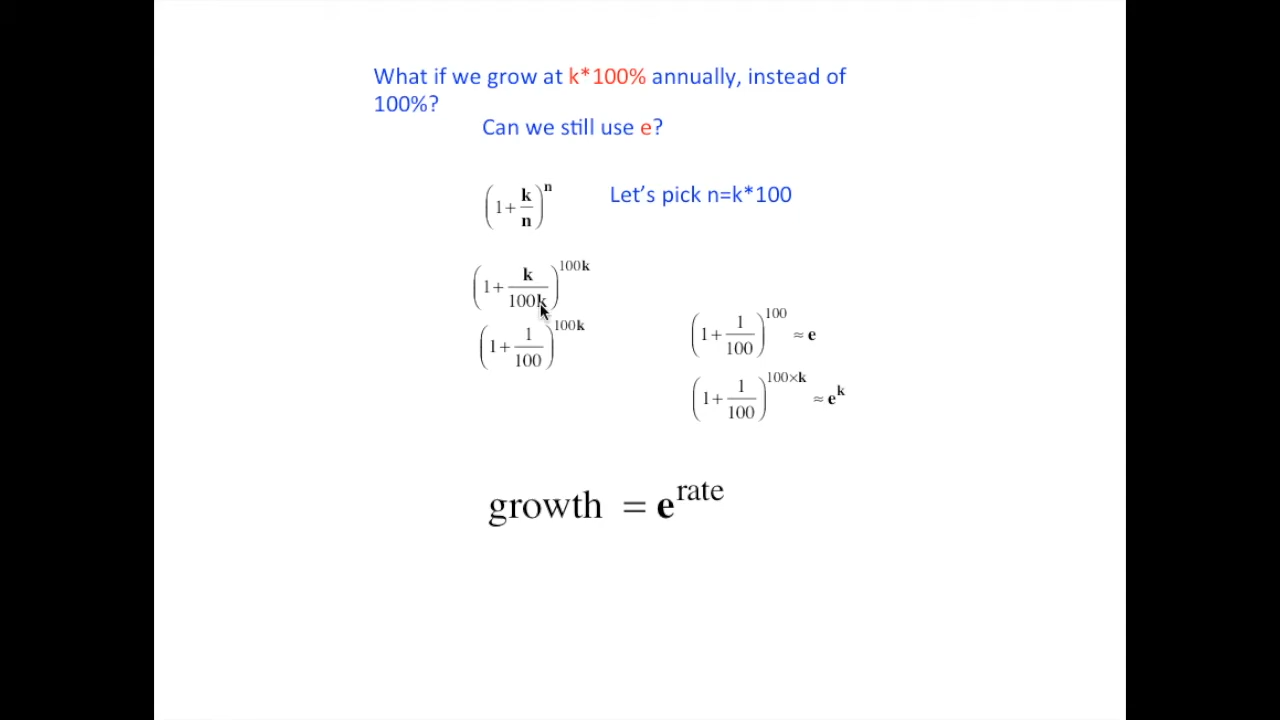 What if we grow at k*100% annually, instead of
100%?
Can we still use e?
(1+k/n)^n
Let's pick n=k*100
(1+k/100k)^100k
(1+1/100)^100k
(1+1/100)^100 ≈e
(1+1/100)^100×k ≈e^k
growth = e^rate